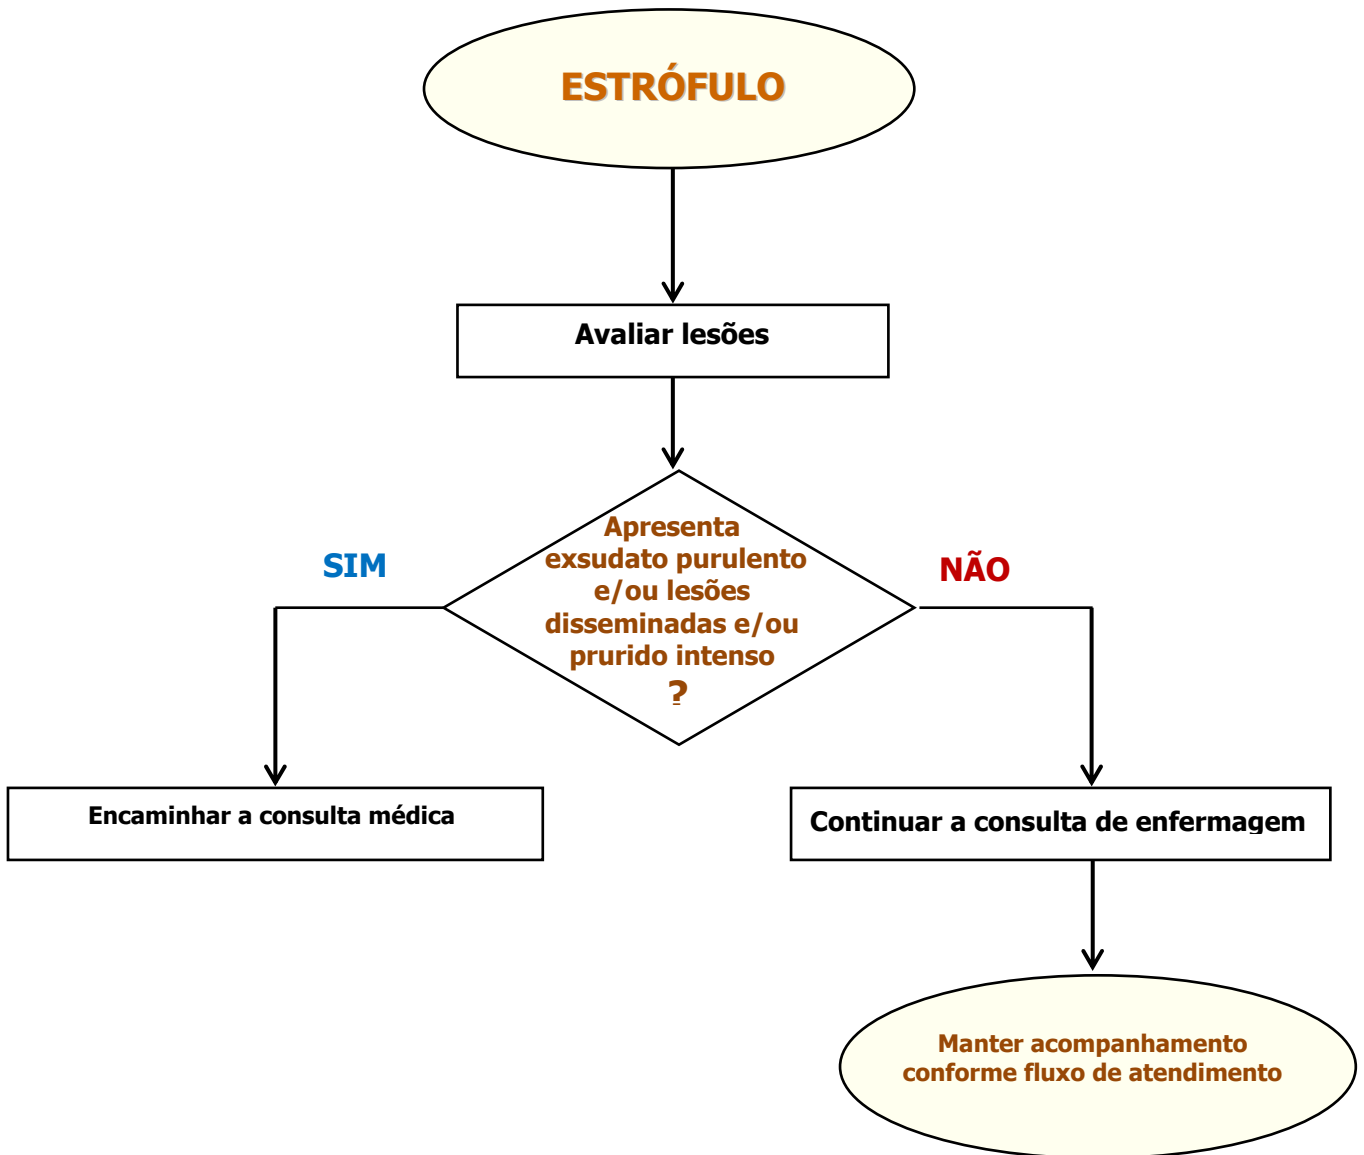 ESTRÓFULO
Avaliar lesões
Apresenta
exsudato purulento
e/ou lesões
disseminadas e/ou
prurido intenso
?
SIM
NÃO
Encaminhar a consulta médica
Continuar a consulta de enfermagem
Manter acompanhamento
conforme fluxo de atendimento